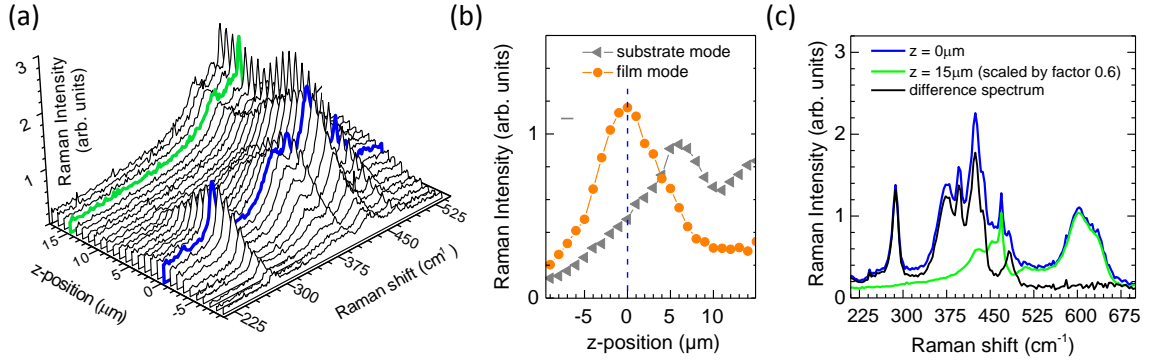 (a)
3
2
1
Raman Intensity
(arb. units)
15
10
5
0
-5
z-position (µm)
225
300
375
450
525
Raman shift (cm⁻¹)
(b)
substrate mode
film mode
Raman Intensity (arb. units)
1
0
-5
0
5
10
z-position (µm)
(c)
z = 0µm
z = 15µm (scaled by factor 0.6)
difference spectrum
Raman Intensity (arb. units)
3
2
1
0
225
300
375
450
525
600
675
Raman shift (cm⁻¹)